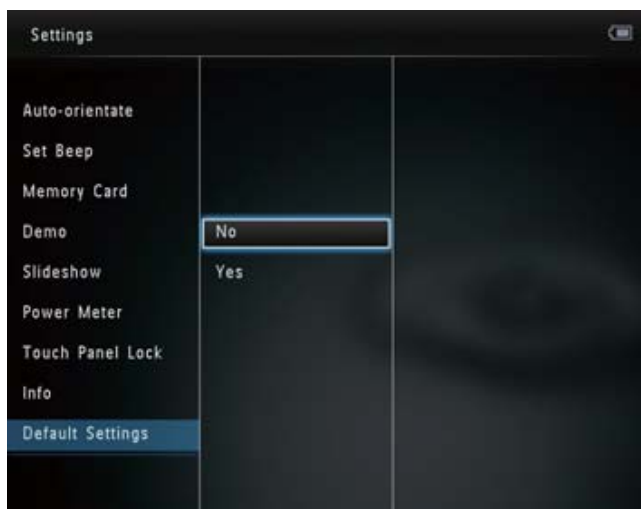 Settings
Auto-orientate
Set Beep
Memory Card
Demo
No
Slideshow
Yes
Power Meter
Touch Panel Lock
Info
Default Settings